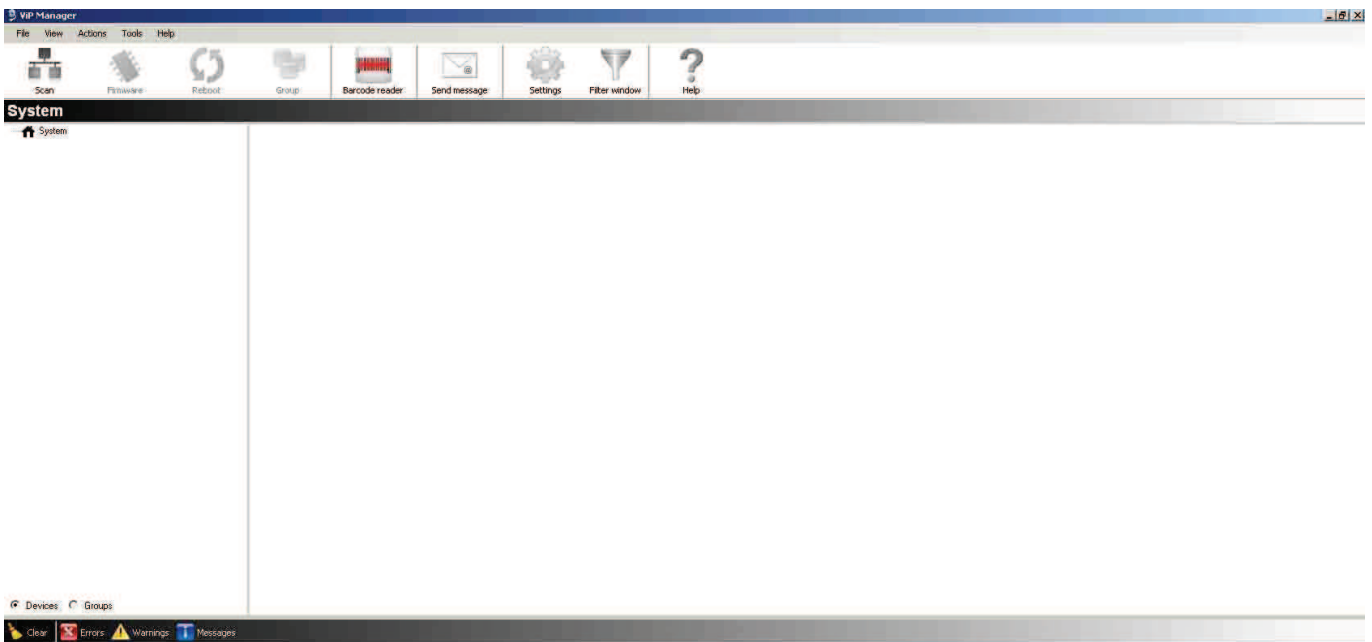 ViP Manager
File View Actions Tools Help
Scan Firmware Reboot Group Barcode reader Send message Settings Filter window Help
System
System
Devices Groups
Clear Errors Warnings Messages